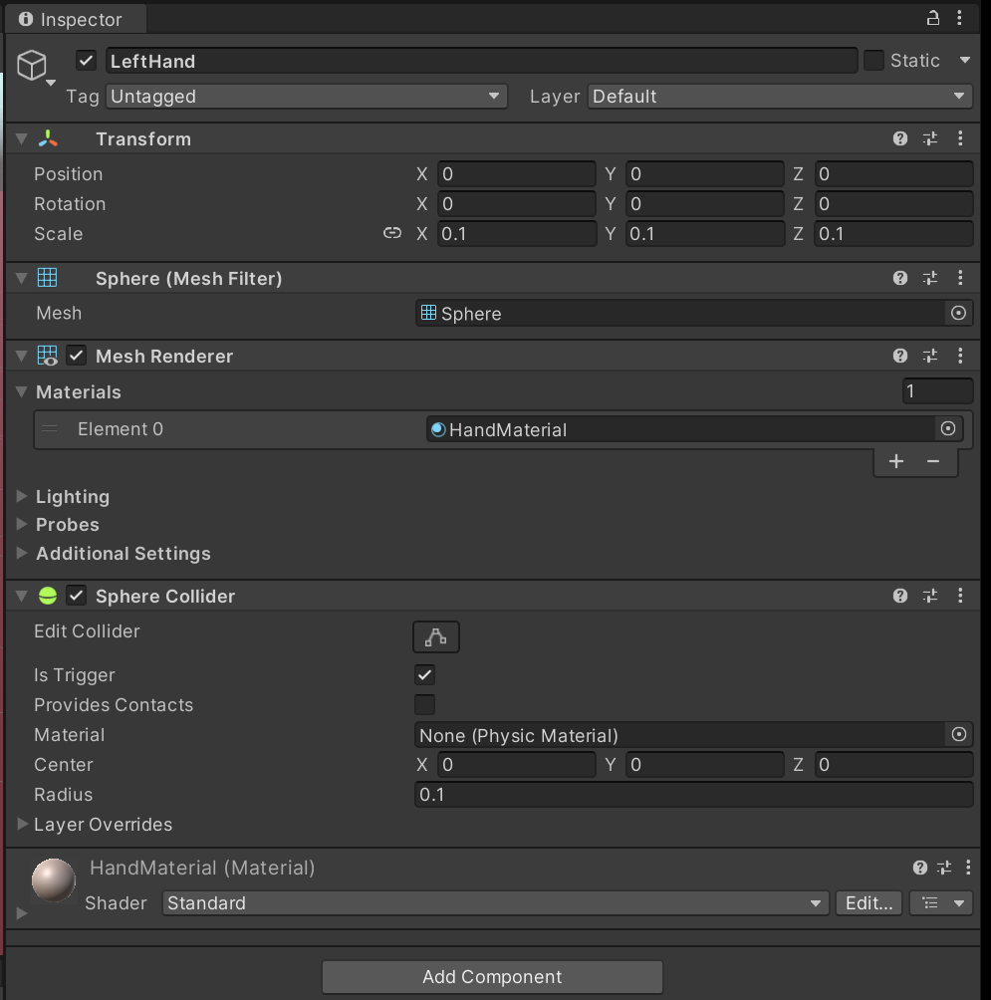 Inspector
LeftHand Static
Tag Untagged Layer Default
Transform
Position X 0 Y 0 Z 0
Rotation X 0 Y 0 Z 0
Scale X 0.1 Y 0.1 Z 0.1
Sphere (Mesh Filter)
Mesh Sphere
Mesh Renderer
Materials 1
Element 0 HandMaterial
Lighting
Probes
Additional Settings
Sphere Collider
Edit Collider
Is Trigger
Provides Contacts
Material None (Physic Material)
Center X 0 Y 0 Z 0
Radius 0.1
Layer Overrides
HandMaterial (Material)
Shader Standard Edit...
Add Component